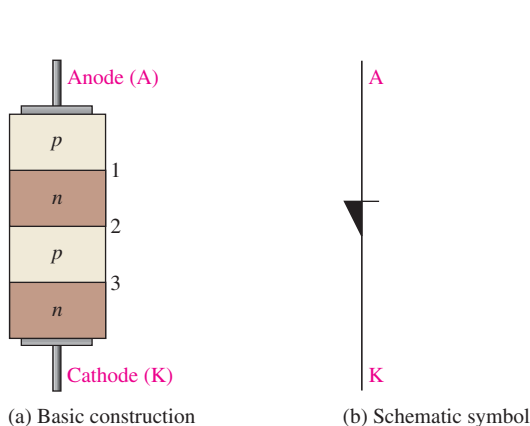 Anode (A)
p
1
n
2
p
3
n
Cathode (K)
(a) Basic construction
A
K
(b) Schematic symbol